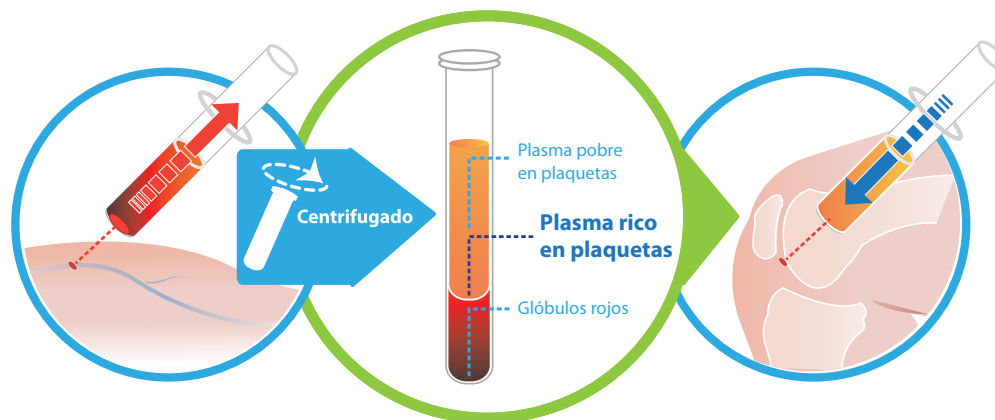 Centrifugado
Plasma pobre
en plaquetas
Plasma rico
en plaquetas
Glóbulos rojos